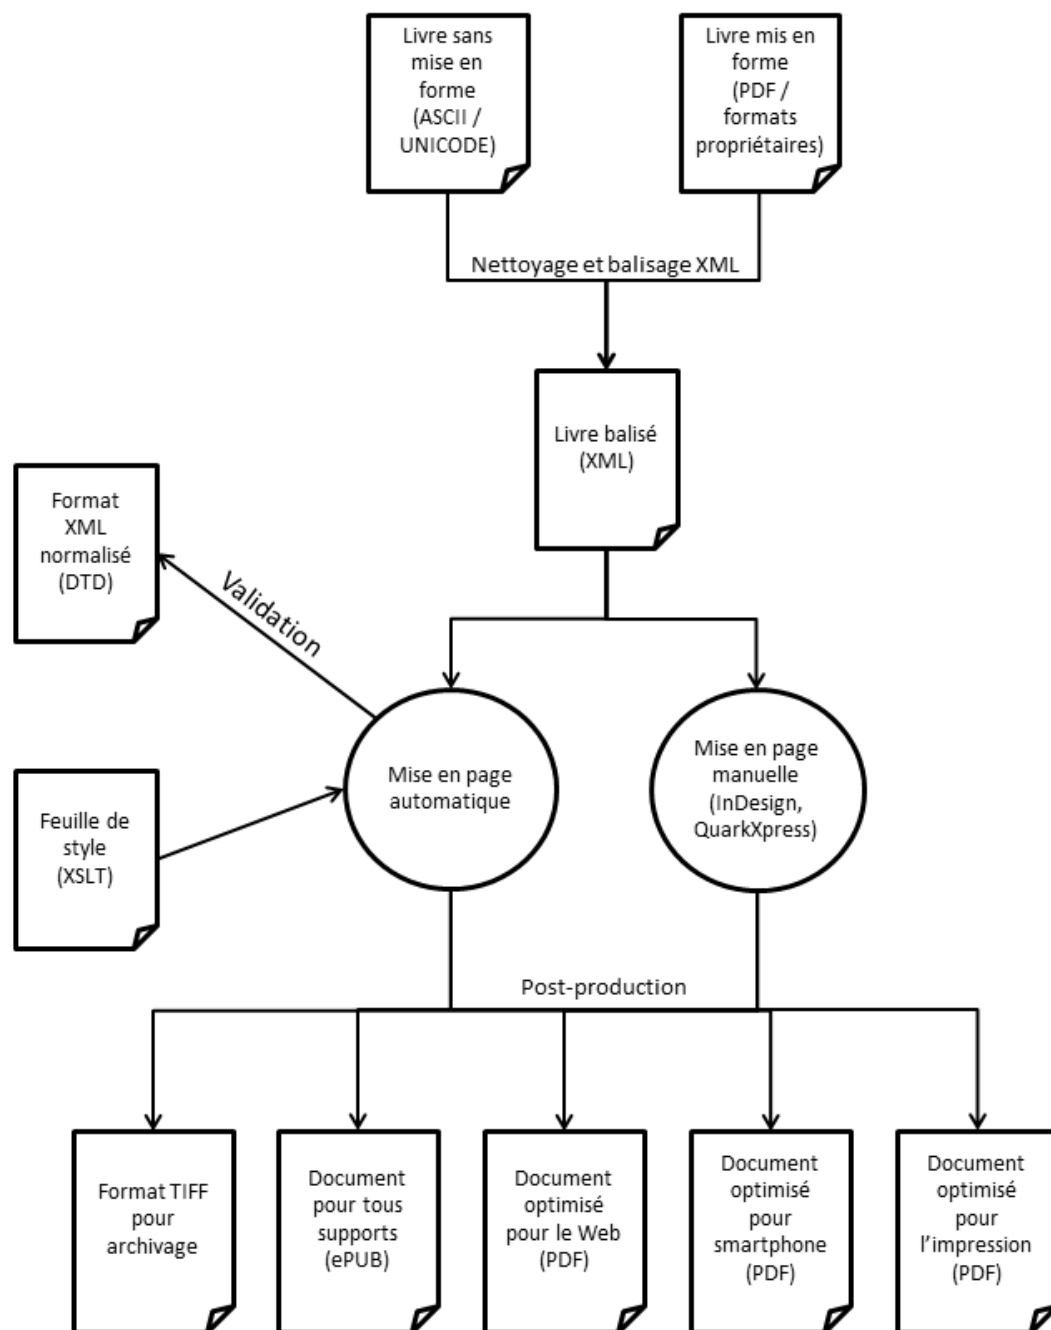 Livre sans
mise en
forme
(ASCII /
UNICODE)
Livre mis en
forme
(PDF /
formats
propriétaires)
Nettoyage et balisage XML
Livre balisé
(XML)
Format
XML
normalisé
(DTD)
Validation
Mise en page
automatique
Mise en page
manuelle
(InDesign,
QuarkXpress)
Feuille de
style
(XSLT)
Post-production
Format TIFF
pour
archivage
Document
pour tous
supports
(ePUB)
Document
optimisé
pour le Web
(PDF)
Document
optimisé
pour
smartphone
(PDF)
Document
optimisé
pour
l’impression
(PDF)